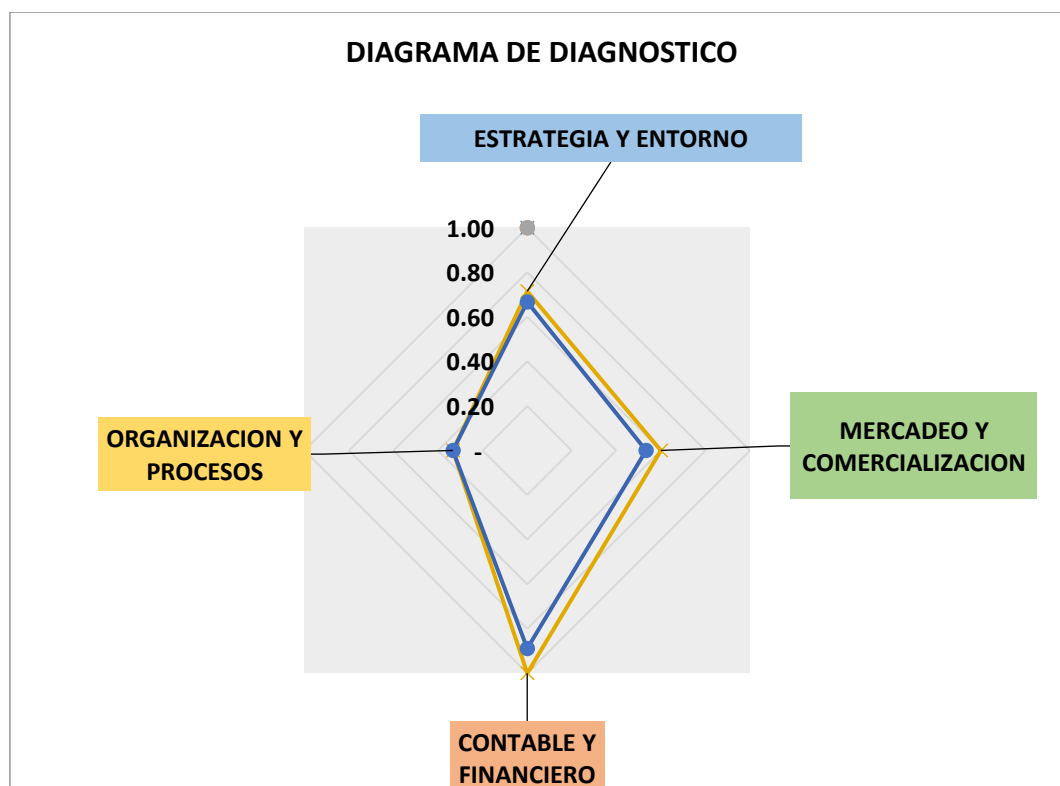 DIAGRAMA DE DIAGNOSTICO
ESTRATEGIA Y ENTORNO
1.00
0.80
0.60
0.40
0.20
-
ORGANIZACION Y
PROCESOS
MERCADEO Y
COMERCIALIZACION
CONTABLE Y
FINANCIERO